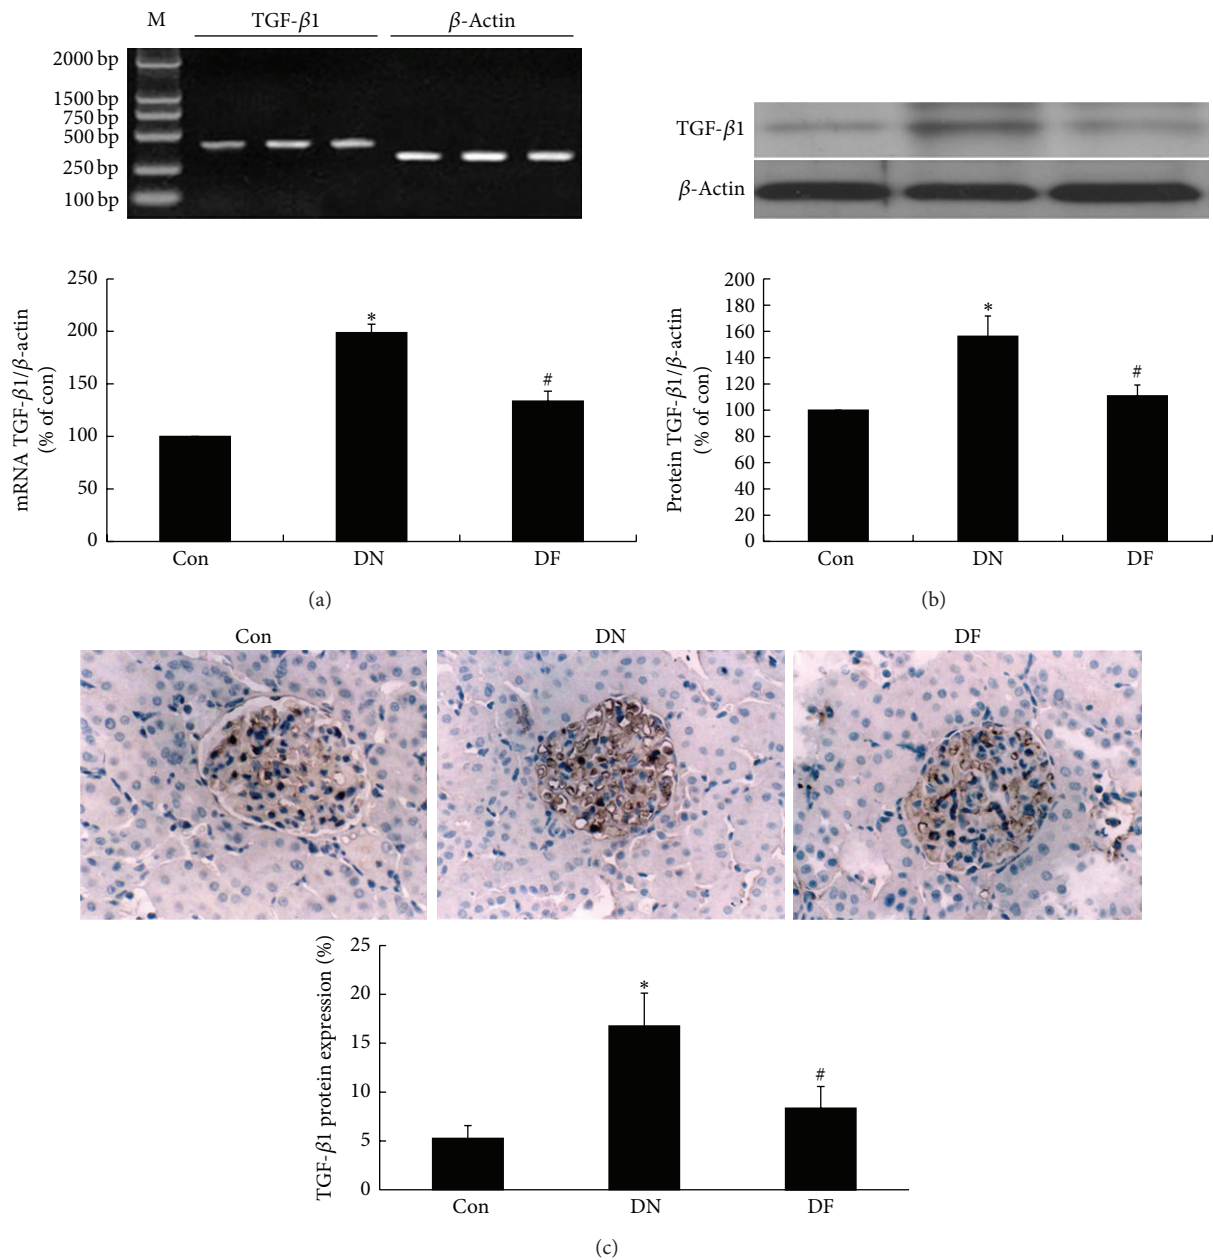 M TGF-β1 β-Actin
2000 bp
1500 bp
750 bp
500 bp
250 bp
100 bp
mRNA TGF-β1/β-actin
(% of con)
250
200
150
100
50
0
*
#
Con DN DF
(a)
TGF-β1
β-Actin
Protein TGF-β1/β-actin
(% of con)
200
180
160
140
120
100
80
60
40
20
0
*
#
Con DN DF
(b)
Con DN DF
TGF-β1 protein expression (%)
25
20
15
10
5
0
*
#
Con DN DF
(c)